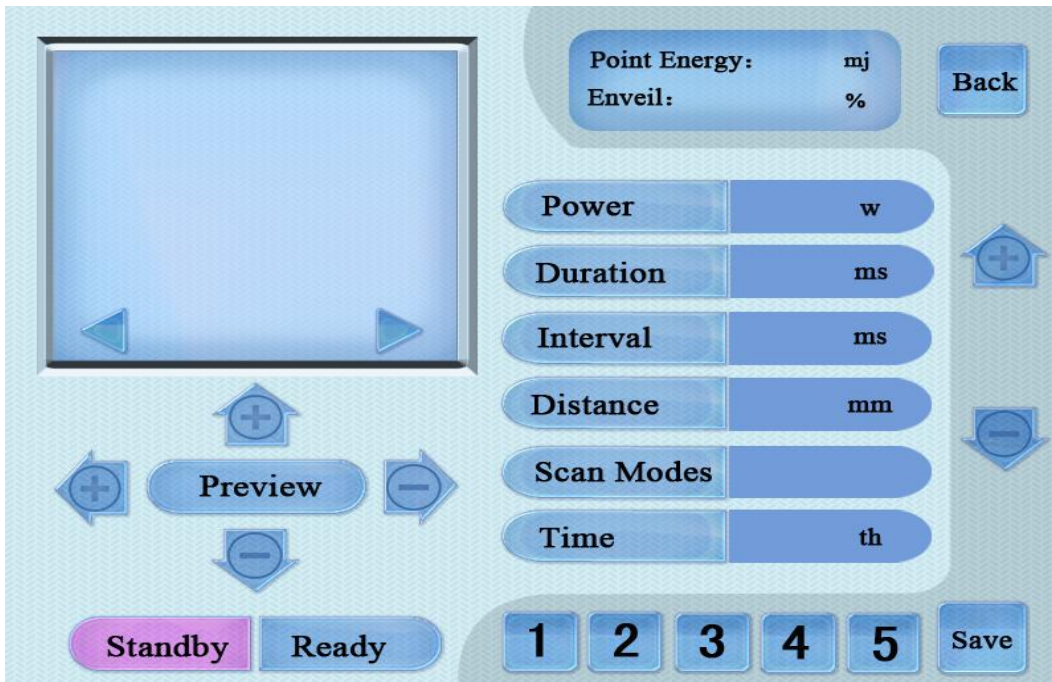 Point Energy： mj
Enveil： %
Back
Power w
Duration ms
Interval ms
Distance mm
Scan Modes
Time th
Preview
Standby Ready
1 2 3 4 5 Save